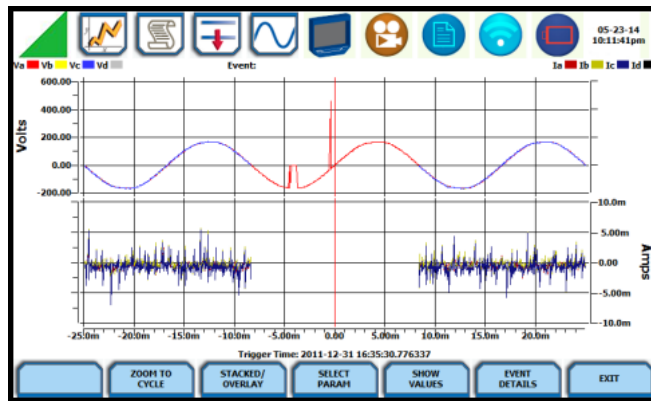 05-23-14
10:11:41pm
Va Vb Vc Vd
Event:
Ia Ib Ic Id
600.00
400.00
200.00
0.00
-200.00
Volts
10.0m
5.00m
0.00
-5.00m
-10.0m
Amps
-25.0m -20.0m -15.0m -10.0m -5.00m 0.00 5.00m 10.0m 15.0m 20.0m
Trigger Time: 2011-12-31 16:35:30.776337
ZOOM TO
CYCLE
STACKED/
OVERLAY
SELECT
PARAM
SHOW
VALUES
EVENT
DETAILS
EXIT